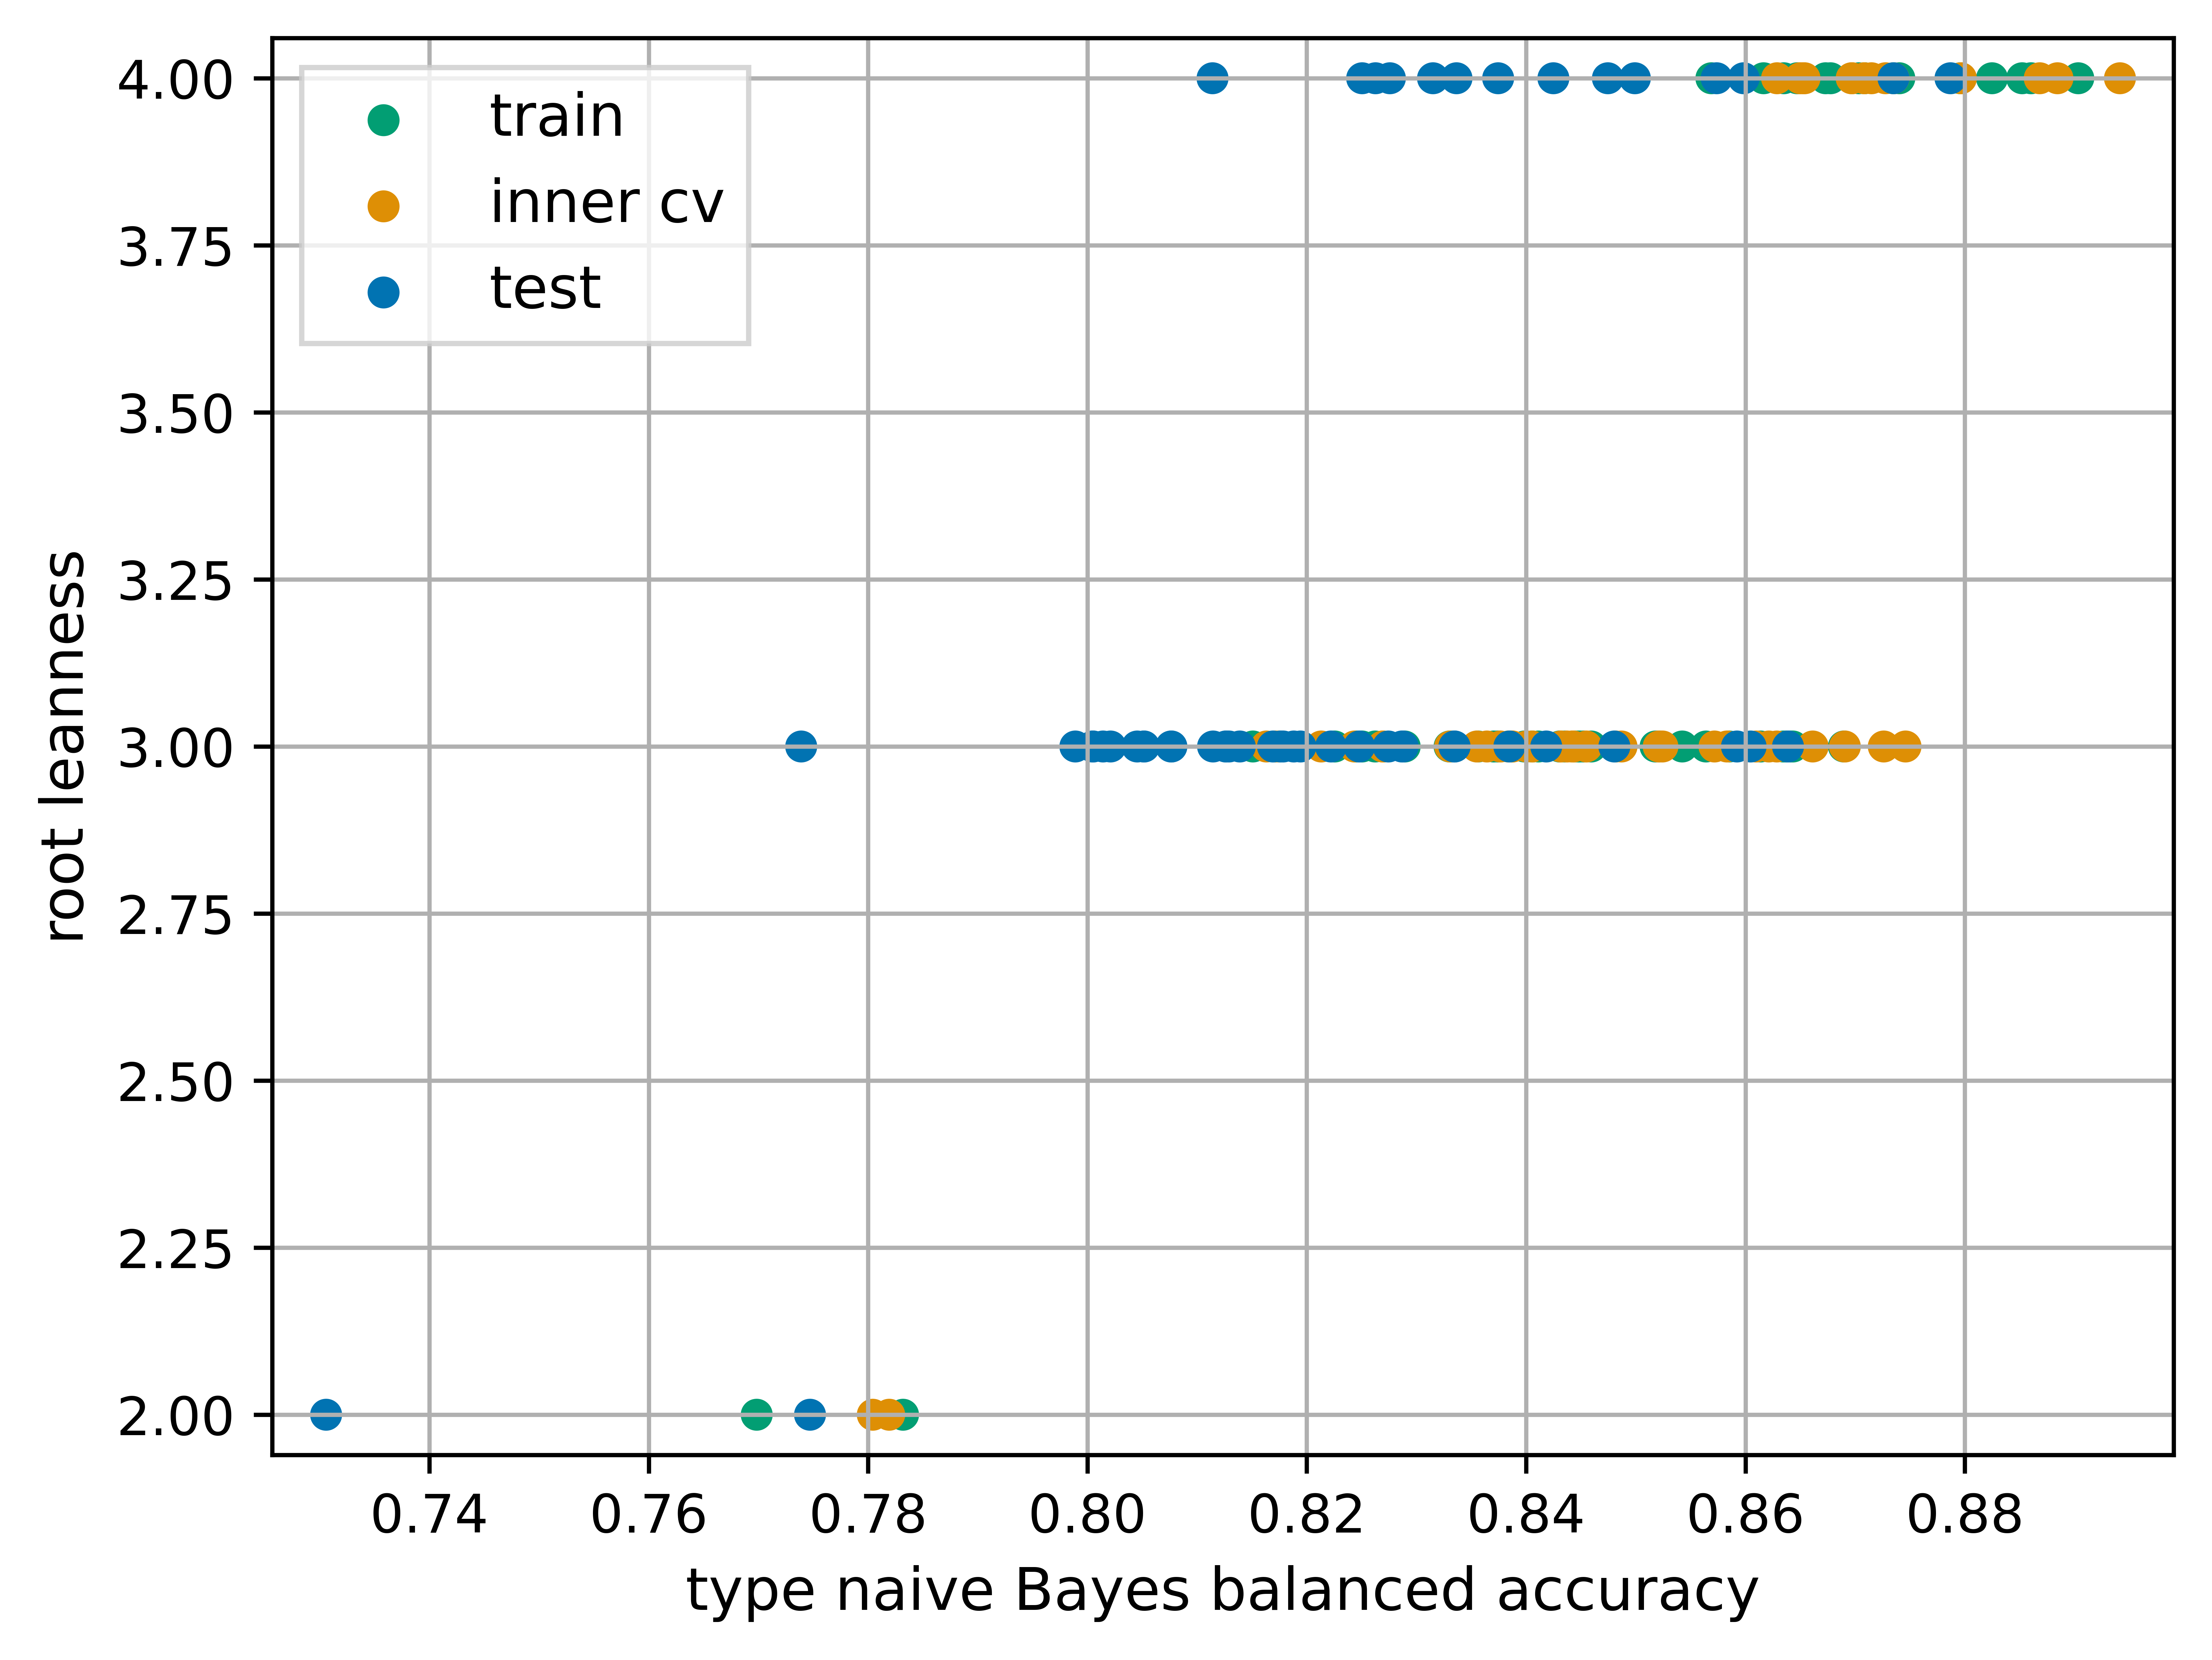 train
inner cv
test
4.00
3.75
3.50
3.25
3.00
2.75
2.50
2.25
2.00
root leanness
0.74 0.76 0.78 0.80 0.82 0.84 0.86 0.88
type naive Bayes balanced accuracy